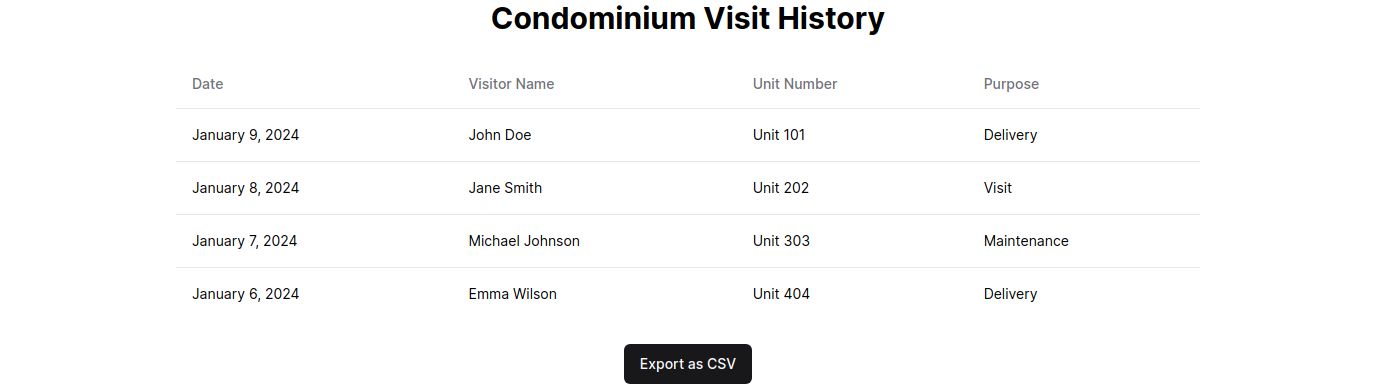 Condominium Visit History
Date Visitor Name Unit Number Purpose
January 9, 2024 John Doe Unit 101 Delivery
January 8, 2024 Jane Smith Unit 202 Visit
January 7, 2024 Michael Johnson Unit 303 Maintenance
January 6, 2024 Emma Wilson Unit 404 Delivery
Export as CSV